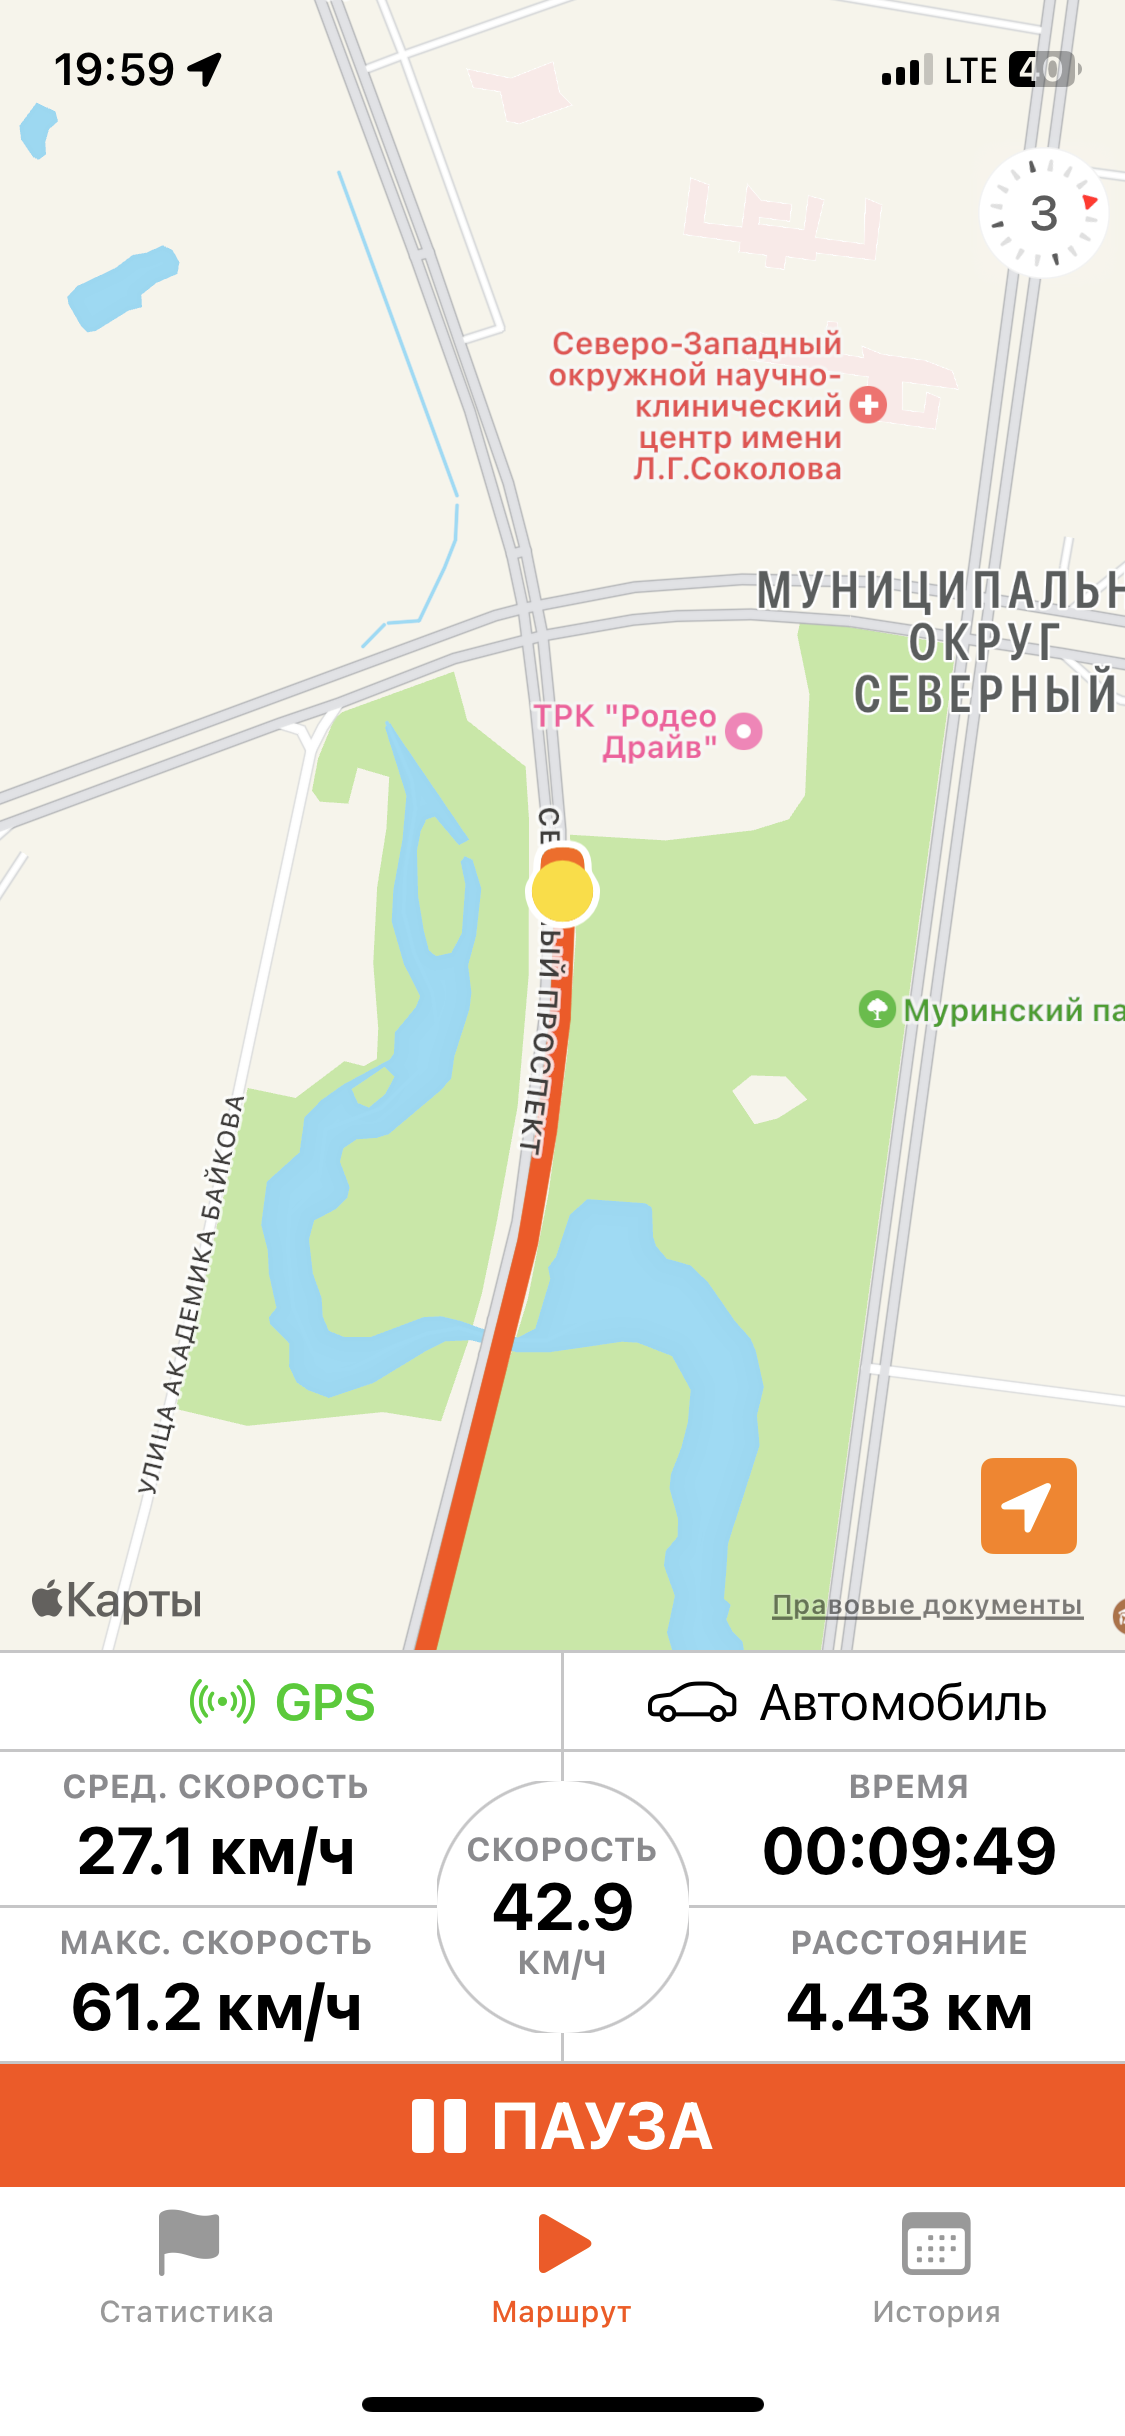 19:59
LTE
40
З
Северо-Западный
окружной научно-
клинический
центр имени
Л.Г.Соколова
МУНИЦИПАЛЬН
ОКРУГ
СЕВЕРНЫЙ
ТРК "Родео
Драйв"
СЕ
ЫЙ ПРОСПЕКТ
Муринский па
УЛИЦА АКАДЕМИКА БАЙКОВА
Карты
Правовые документы
GPS
Автомобиль
СРЕД. СКОРОСТЬ
27.1 км/ч
ВРЕМЯ
00:09:49
СКОРОСТЬ
42.9
КМ/Ч
МАКС. СКОРОСТЬ
61.2 км/ч
РАССТОЯНИЕ
4.43 км
ПАУЗА
Статистика
Маршрут
История